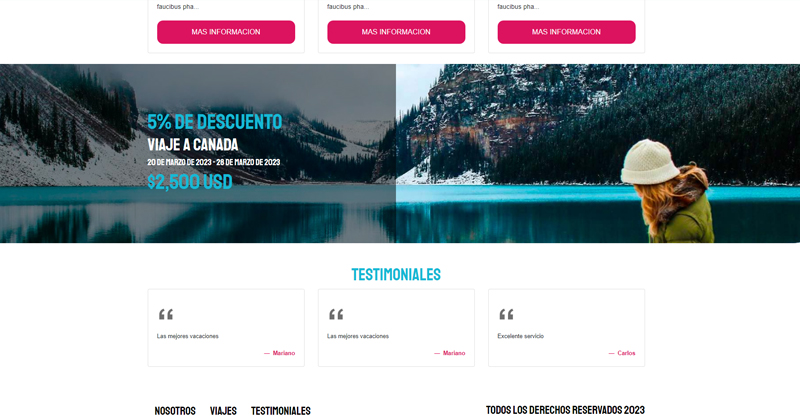 faucibus pha... faucibus pha... faucibus pha...
MAS INFORMACION MAS INFORMACION MAS INFORMACION
5% DE DESCUENTO
VIAJE A CANADA
20 DE MARZO DE 2023 - 28 DE MARZO DE 2023
$2,500 USD
TESTIMONIALES
“ “ “
Las mejores vacaciones Las mejores vacaciones Excelente servicio
— Mariano — Mariano — Carlos
NOSOTROS VIAJES TESTIMONIALES TODOS LOS DERECHOS RESERVADOS 2023